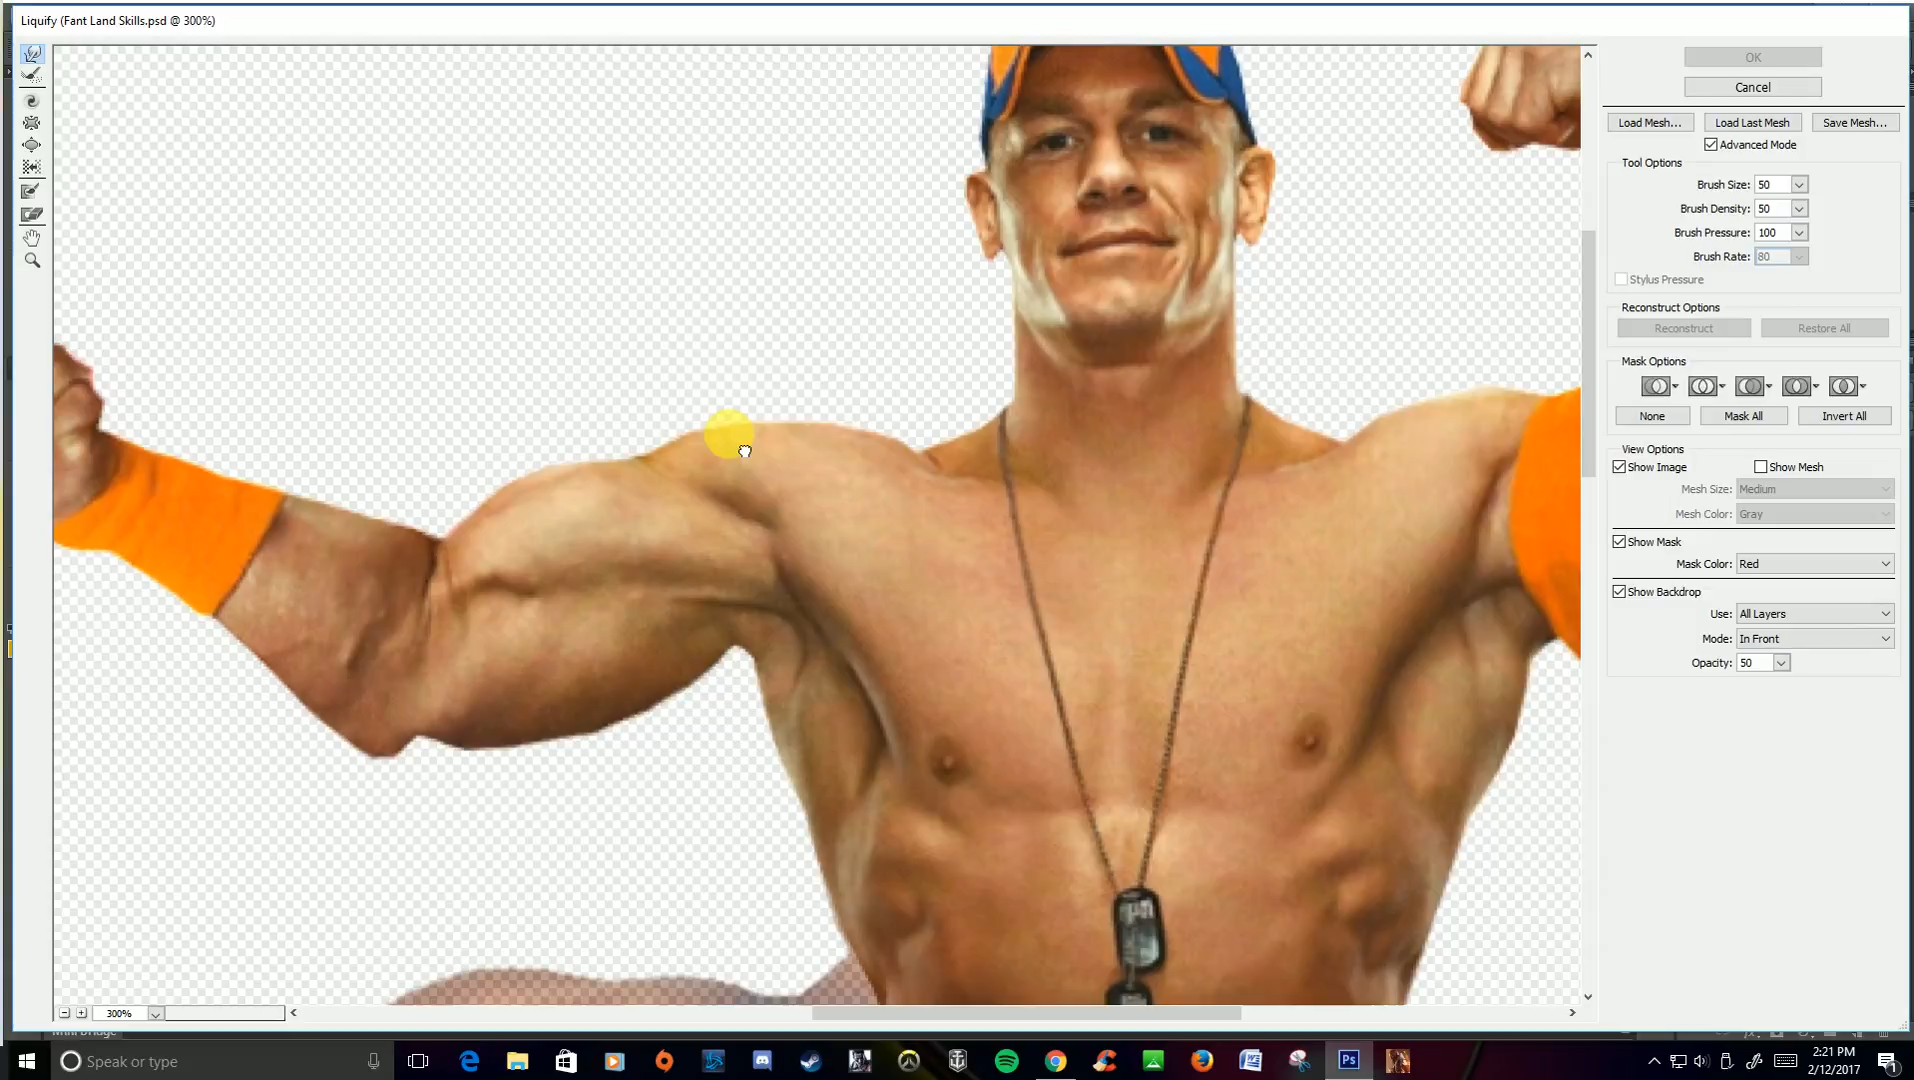 Liquify (Fant Land Skills.psd @ 300%)
OK
Cancel
Load Mesh...
Load Last Mesh
Save Mesh...
Advanced Mode
Tool Options
Brush Size: 50
Brush Density: 50
Brush Pressure: 100
Brush Rate: 80
Stylus Pressure
Reconstruct Options
Reconstruct
Restore All
Mask Options
None
Mask All
Invert All
View Options
Show Image
Show Mesh
Mesh Size: Medium
Mesh Color: Gray
Show Mask
Mask Color: Red
Show Backdrop
Use: All Layers
Mode: In Front
Opacity: 50
300%
Mini Bridge
Speak or type
Ps
2:21 PM
2/12/2017
1